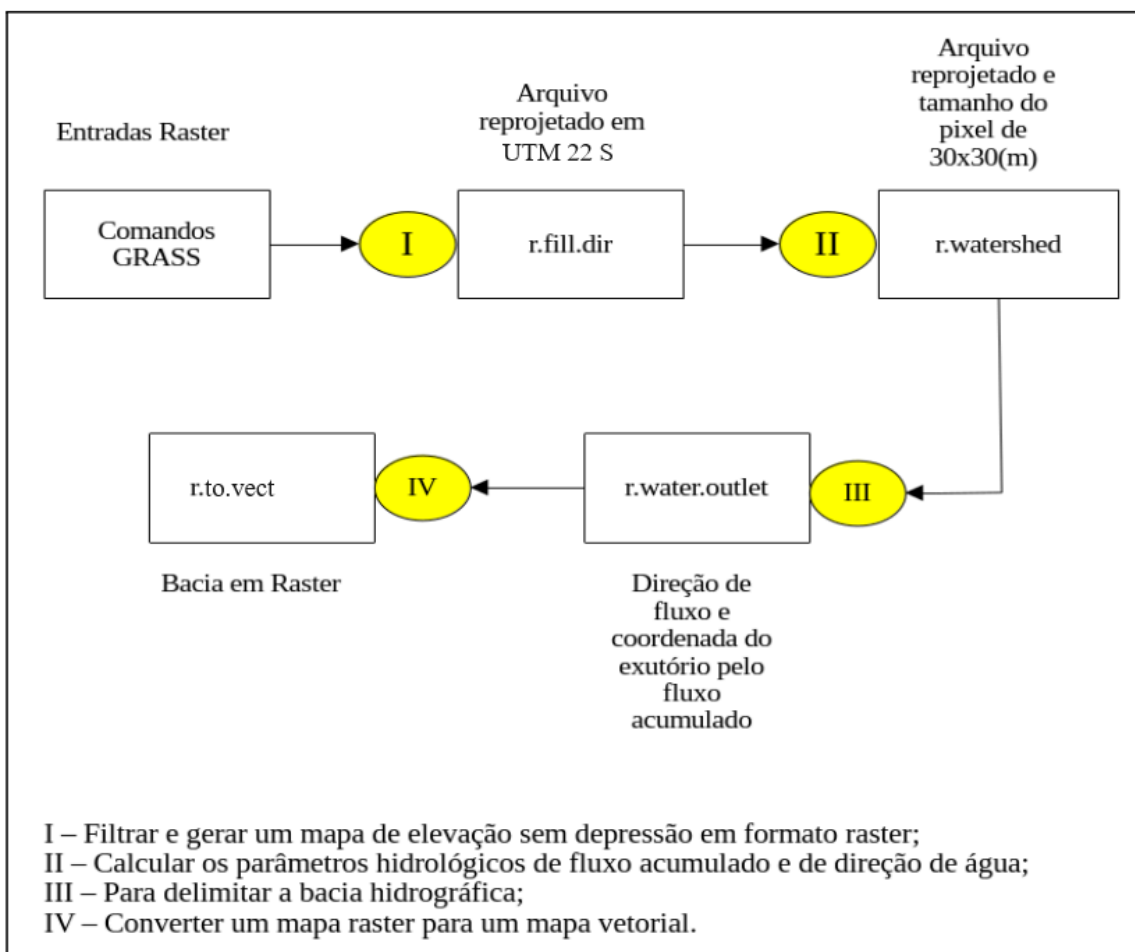 Entradas Raster
Comandos
GRASS
I
Arquivo
reprojetado em
UTM 22 S
r.fill.dir
II
Arquivo
reprojetado e
tamanho do
pixel de
30x30(m)
r.watershed
III
r.water.outlet
Direção de
fluxo e
coordenada do
exutório pelo
fluxo
acumulado
IV
r.to.vect
Bacia em Raster
I – Filtrar e gerar um mapa de elevação sem depressão em formato raster;
II – Calcular os parâmetros hidrológicos de fluxo acumulado e de direção de água;
III – Para delimitar a bacia hidrográfica;
IV – Converter um mapa raster para um mapa vetorial.